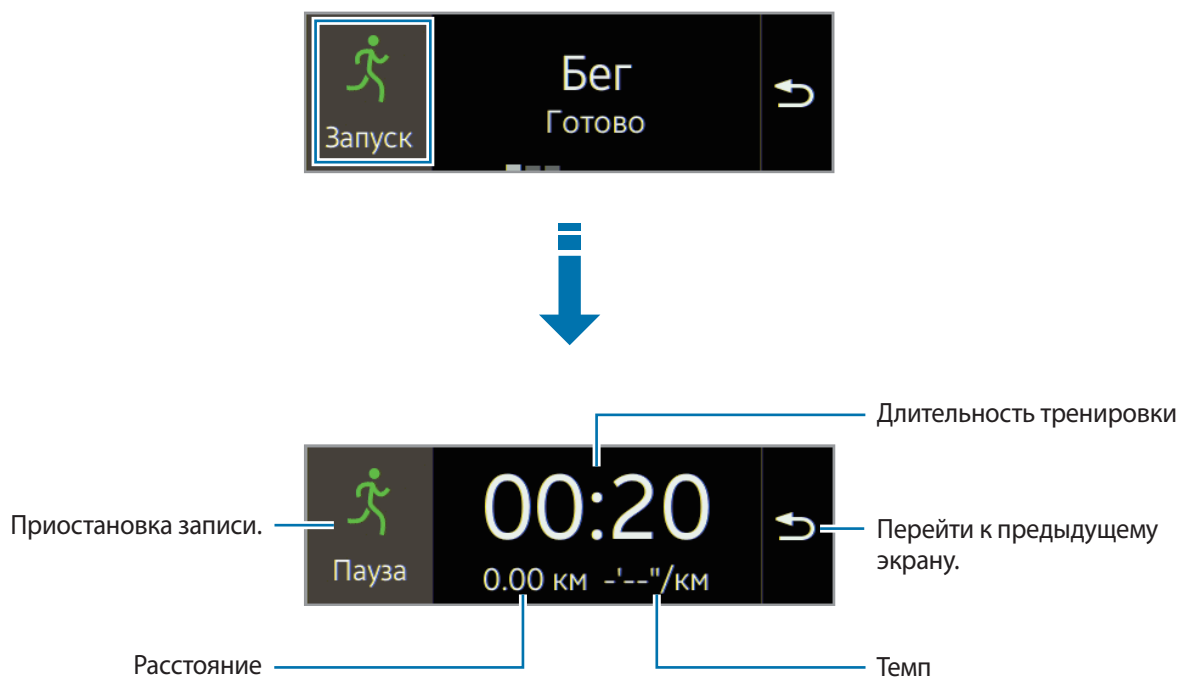 Бег
Готово
Запуск
Длительность тренировки
00:20
Приостановка записи.
Перейти к предыдущему
экрану.
Пауза
0.00 км -'--"/км
Расстояние
Темп